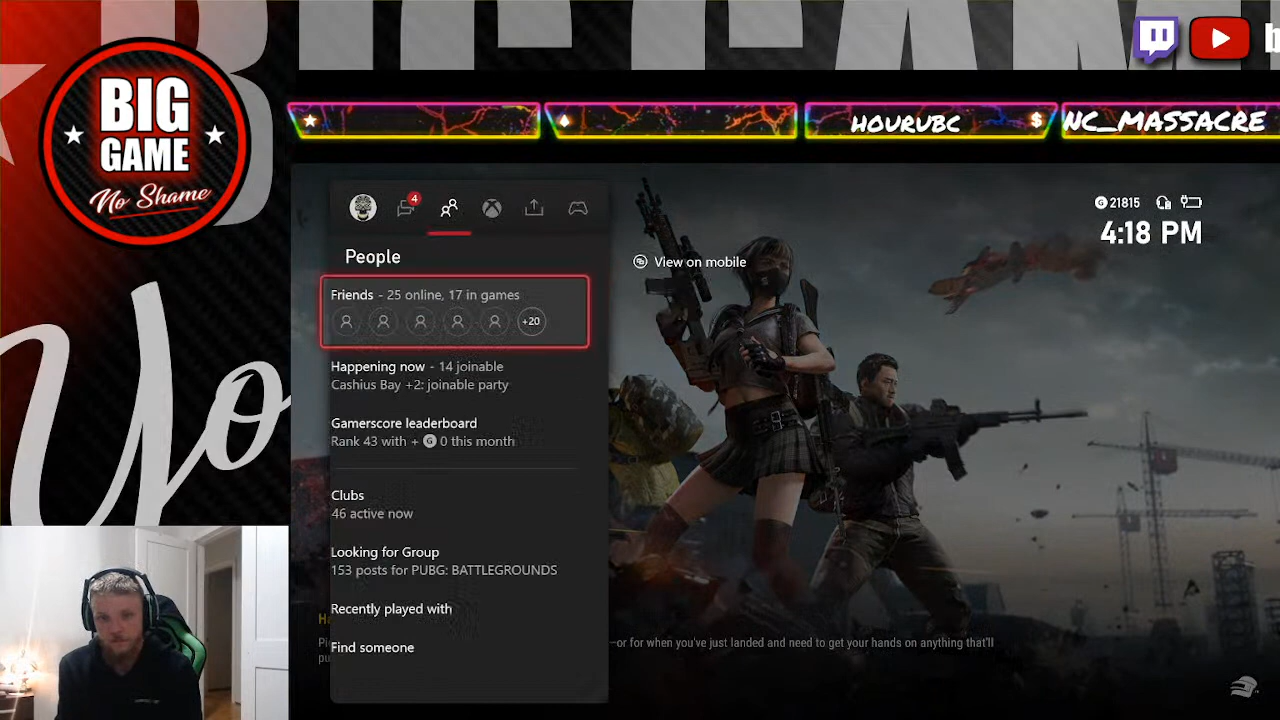 BIG GAM
b
BIG
GAME
No Shame
HOURUBC
$
NC_MASSACRE
Yo
4
G 21815
4:18 PM
People
View on mobile
Friends - 25 online, 17 in games
+20
Happening now - 14 joinable
Cashius Bay +2: joinable party
Gamerscore leaderboard
Rank 43 with + G 0 this month
Clubs
46 active now
Looking for Group
153 posts for PUBG: BATTLEGROUNDS
Recently played with
—or for when you've just landed and need to get your hands on anything that'll
Find someone